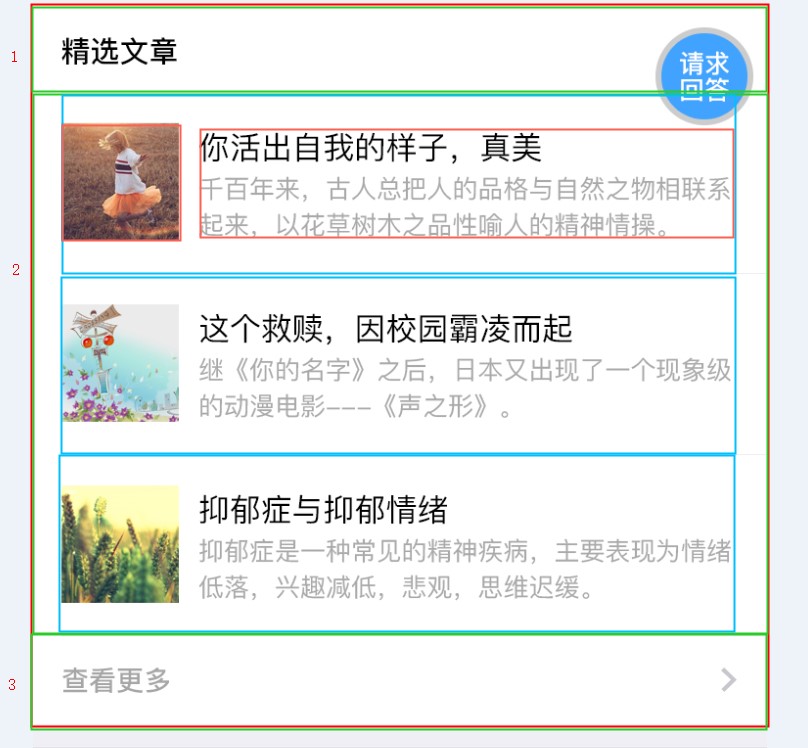 1
精选文章
请求
回答
2
你活出自我的样子，真美
千百年来，古人总把人的品格与自然之物相联系
起来，以花草树木之品性喻人的精神情操。
这个救赎，因校园霸凌而起
继《你的名字》之后，日本又出现了一个现象级
的动漫电影---《声之形》。
抑郁症与抑郁情绪
抑郁症是一种常见的精神疾病，主要表现为情绪
低落，兴趣减低，悲观，思维迟缓。
3
查看更多